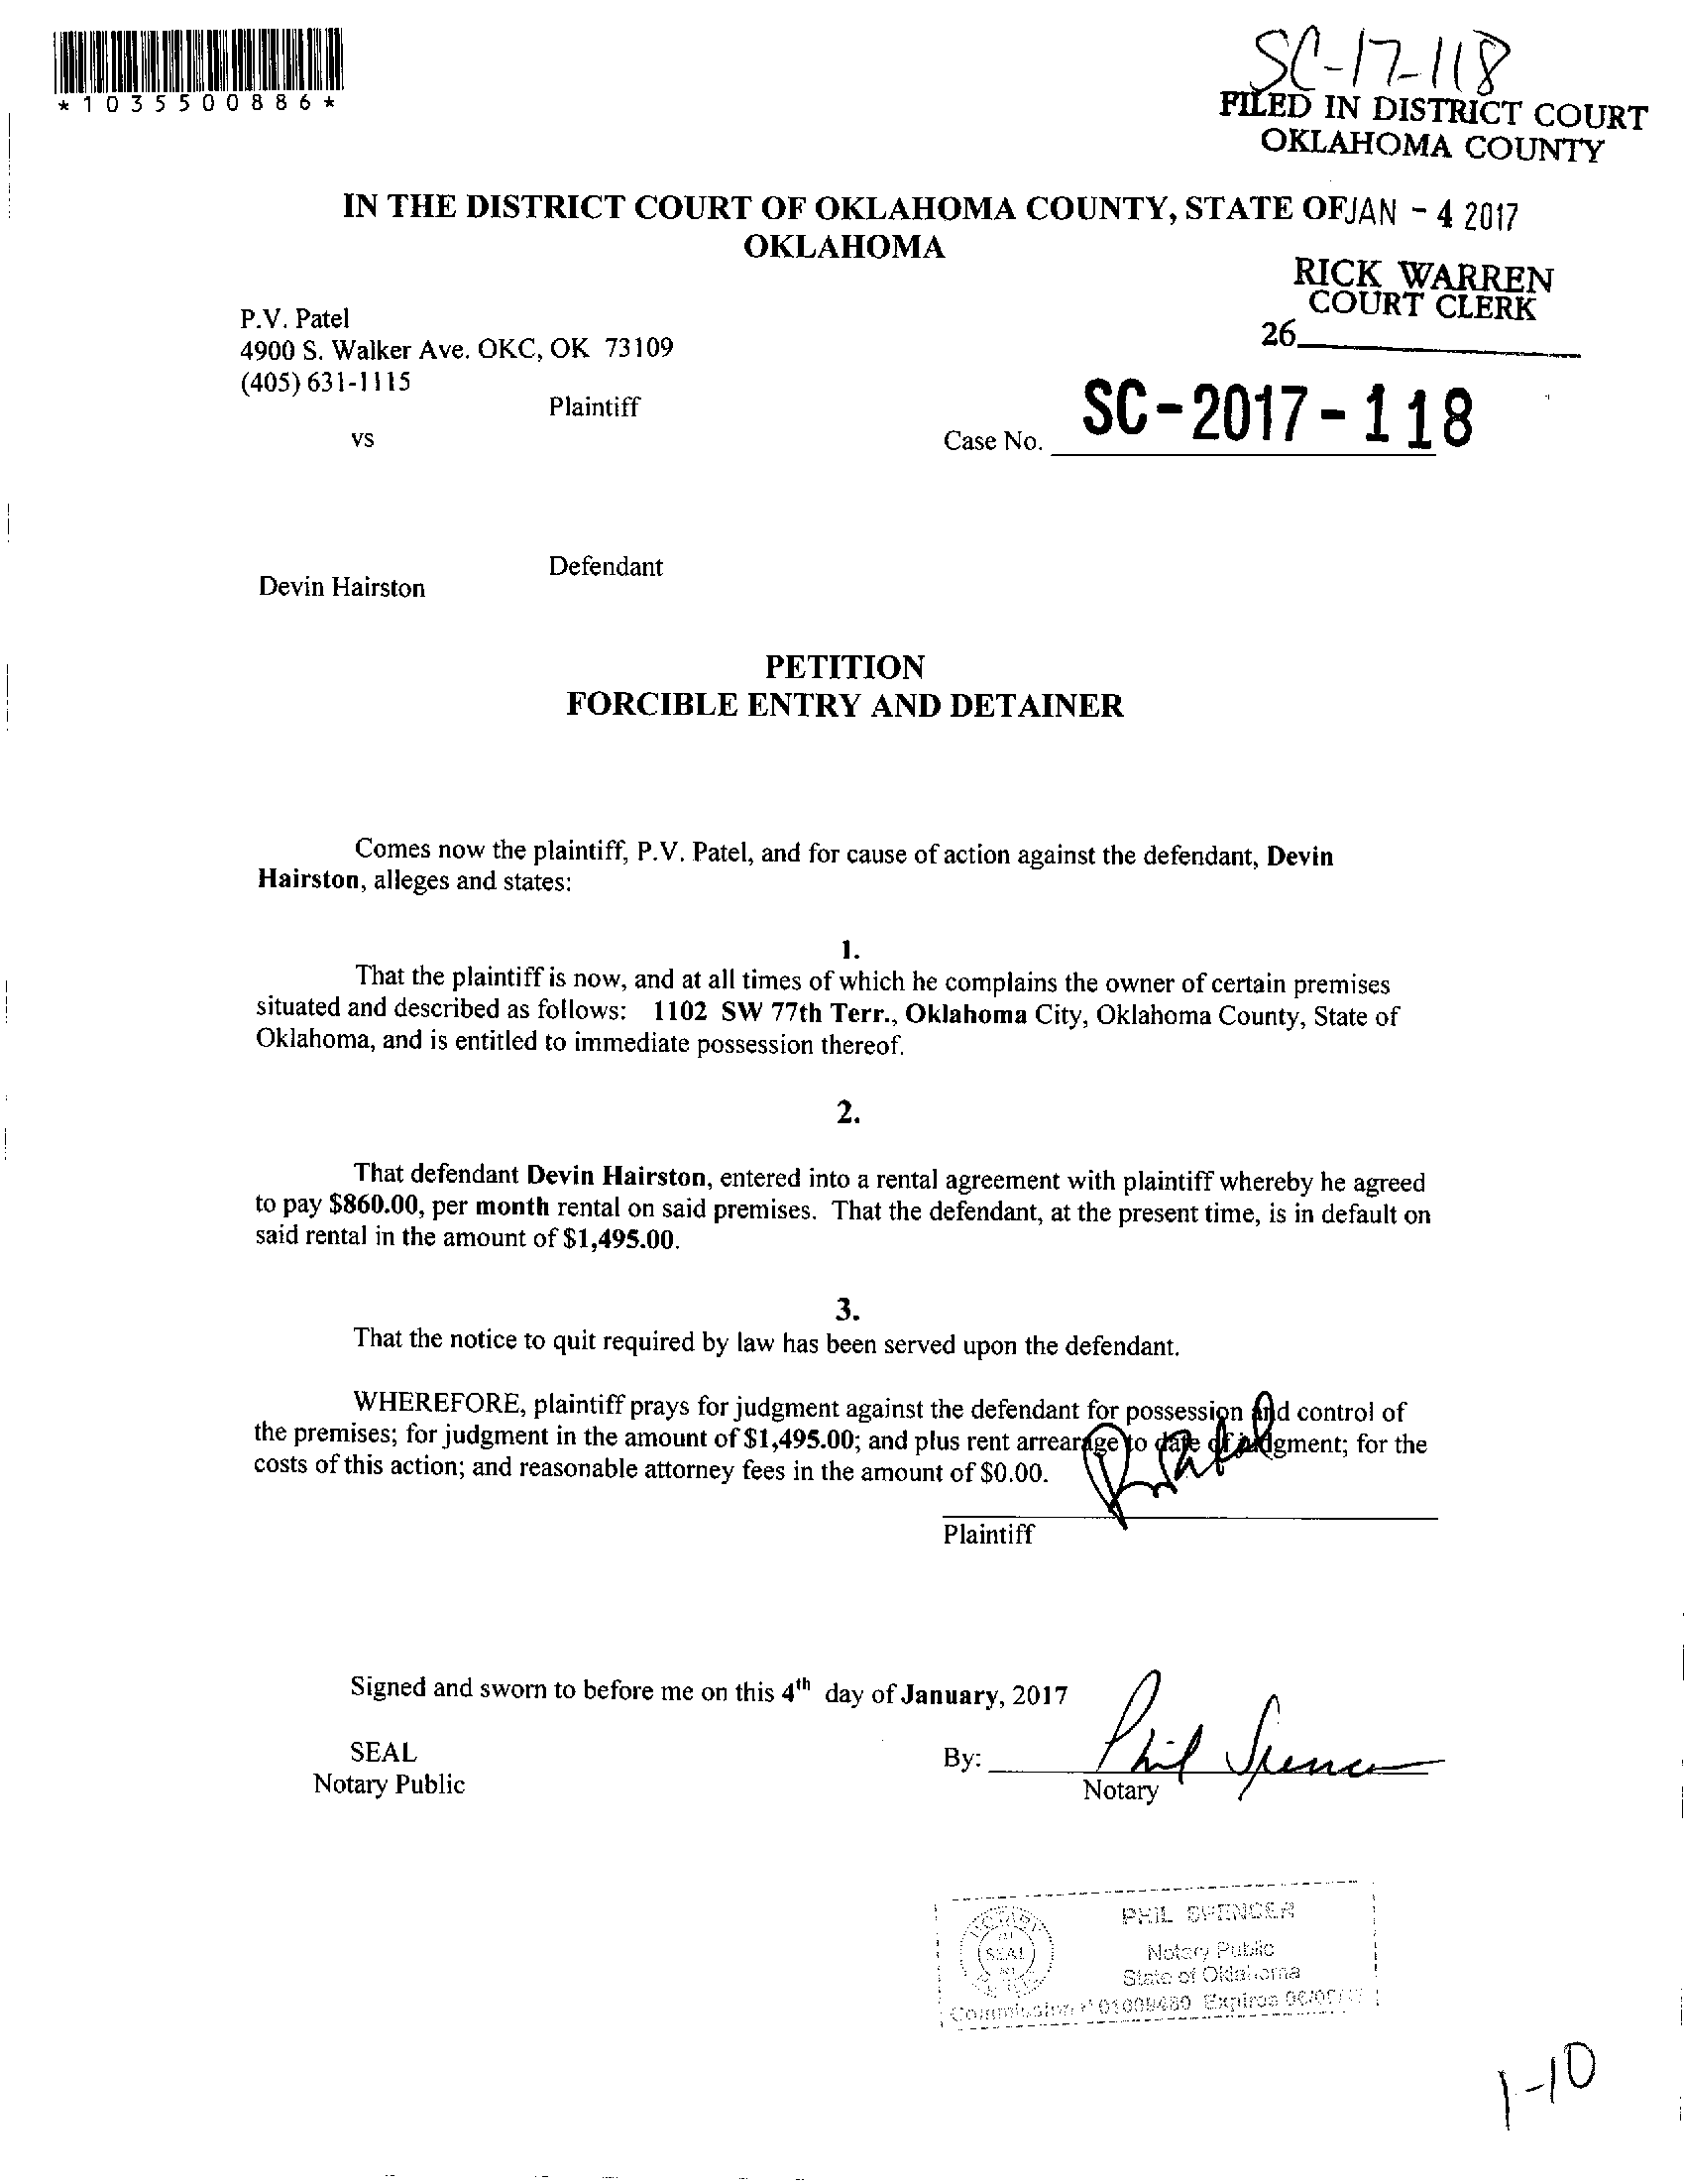 *1035500886*
SC-17-118
FILED IN DISTRICT COURT
OKLAHOMA COUNTY
IN THE DISTRICT COURT OF OKLAHOMA COUNTY, STATE OF JAN - 4 2017
OKLAHOMA
RICK WARREN
COURT CLERK
26
P.V. Patel
4900 S. Walker Ave. OKC, OK 73109
(405) 631-1115
Plaintiff
vs
Case No. SC-2017-118
Defendant
Devin Hairston
PETITION
FORCIBLE ENTRY AND DETAINER
Comes now the plaintiff, P.V. Patel, and for cause of action against the defendant, Devin
Hairston, alleges and states:
1.
That the plaintiff is now, and at all times of which he complains the owner of certain premises
situated and described as follows: 1102 SW 77th Terr., Oklahoma City, Oklahoma County, State of
Oklahoma, and is entitled to immediate possession thereof.
2.
That defendant Devin Hairston, entered into a rental agreement with plaintiff whereby he agreed
to pay $860.00, per month rental on said premises. That the defendant, at the present time, is in default on
said rental in the amount of $1,495.00.
3.
That the notice to quit required by law has been served upon the defendant.
WHEREFORE, plaintiff prays for judgment against the defendant for possession and control of
the premises; for judgment in the amount of $1,495.00; and plus rent arrearage to date of judgment; for the
costs of this action; and reasonable attorney fees in the amount of $0.00.
Plaintiff
Signed and sworn to before me on this 4th day of January, 2017
SEAL
By: Phil Spencer
Notary Public
Notary
PHIL SPENCER
SEAL
Notary Public
State of Oklahoma
Commission # 01009480 Expires
1-10